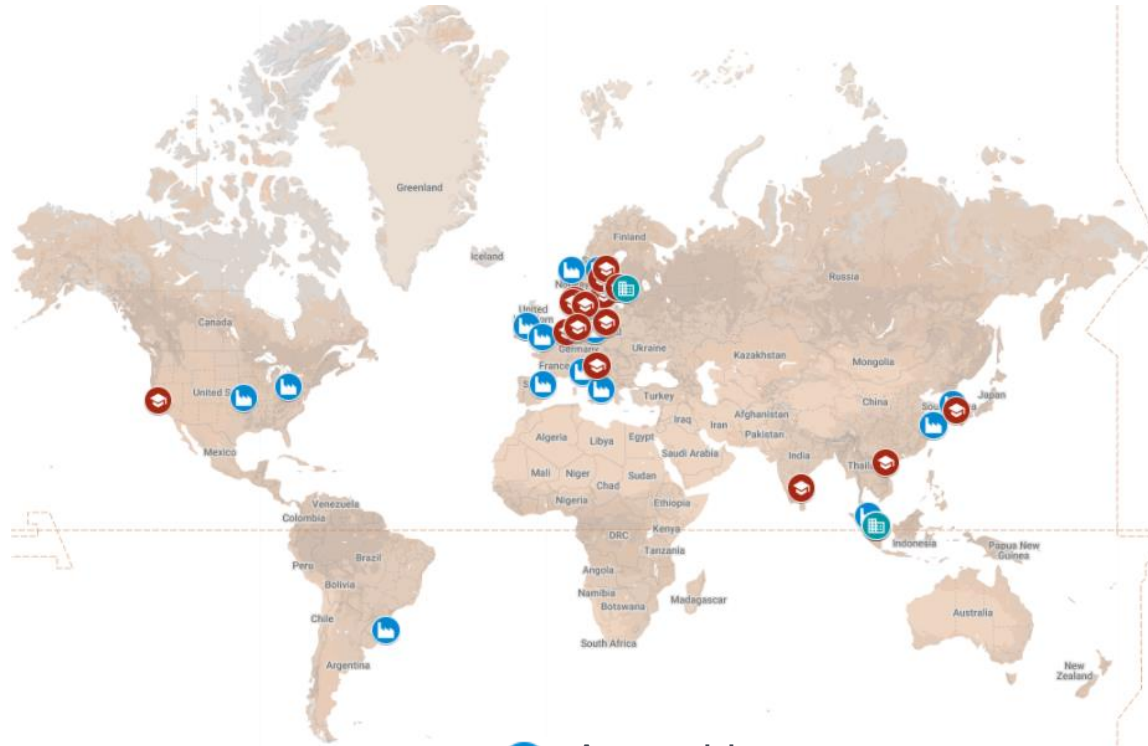 Greenland
Iceland
Finland
Russia
Canada
Ukraine
Germany
France
Kazakhstan
Mongolia
United S
Turkey
China
Japan
Mexico
Algeria
Libya
Egypt
Iraq
Iran
Afghanistan
Pakistan
Saudi Arabia
India
Mali
Niger
Chad
Sudan
Nigeria
Ethiopia
Venezuela
Colombia
DRC
Kenya
Tanzania
Indonesia
Papua New
Guinea
Peru
Brazil
Bolivia
Angola
Namibia
Botswana
Madagascar
Chile
Australia
South Africa
Argentina
New
Zealand